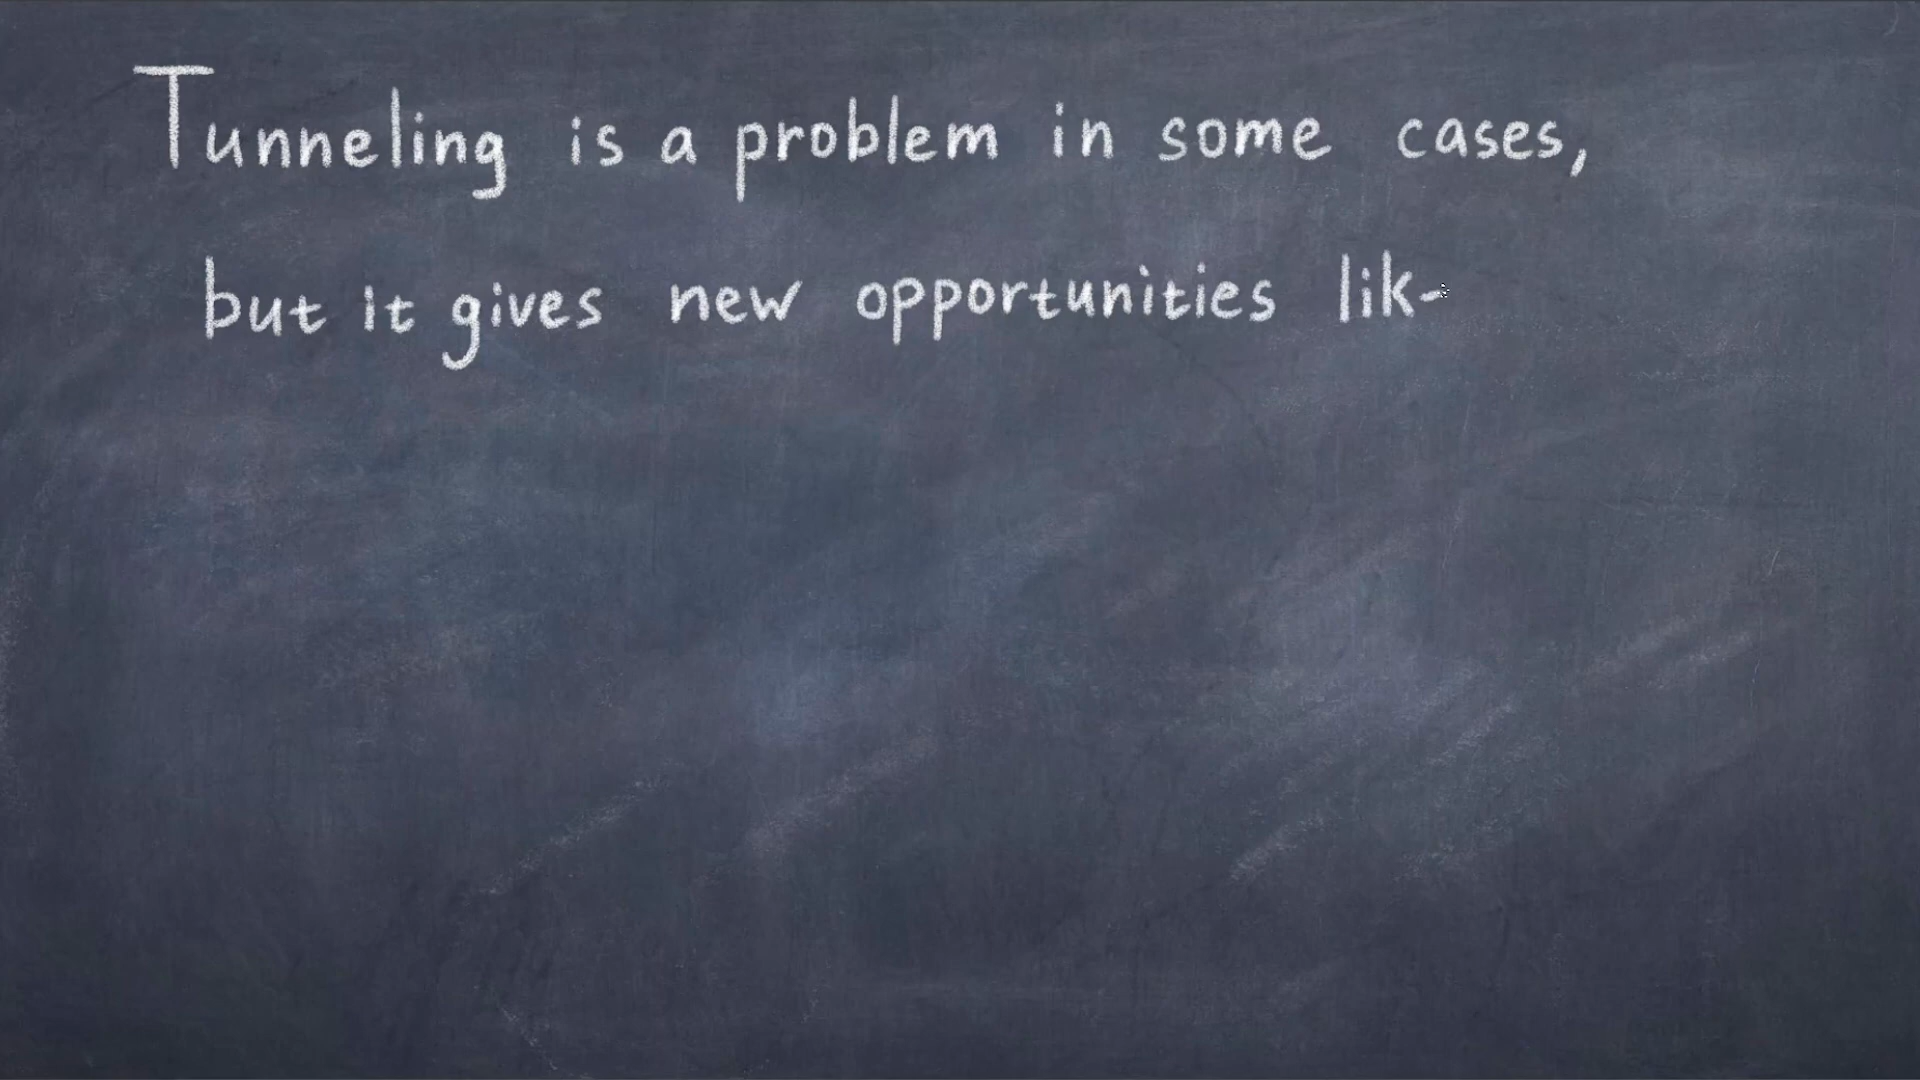 Tunneling is a problem in some cases,
but it gives new opportunities lik-